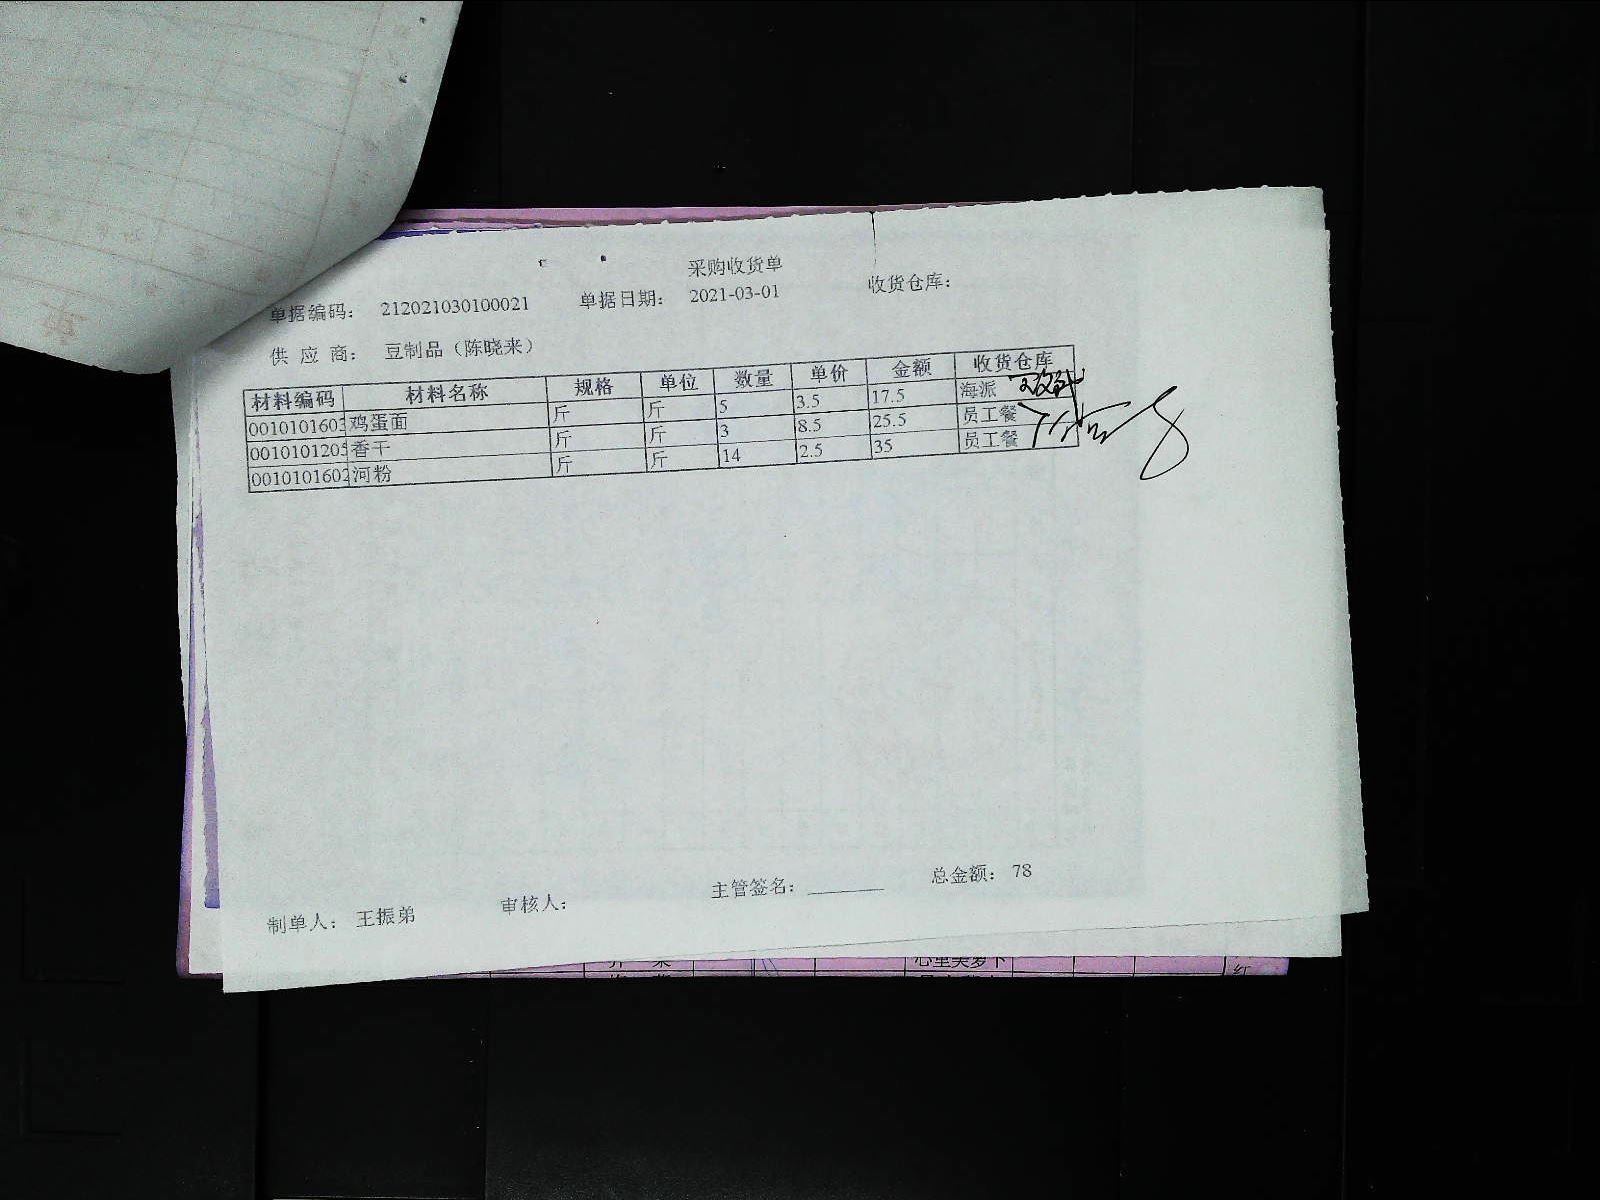 采购收货单
单据编码： 212021030100021 单据日期： 2021-03-01 收货仓库：
供 应 商： 豆制品（陈晓来）
材料编码 材料名称 规格 单位 数量 单价 金额 收货仓库
0010101603 鸡蛋面 斤 斤 5 3.5 17.5 海派
0010101205 香干 斤 斤 3 8.5 25.5 员工餐
0010101602 河粉 斤 斤 14 2.5 35 员工餐
制单人： 王振弟 审核人： 主管签名： 总金额： 78